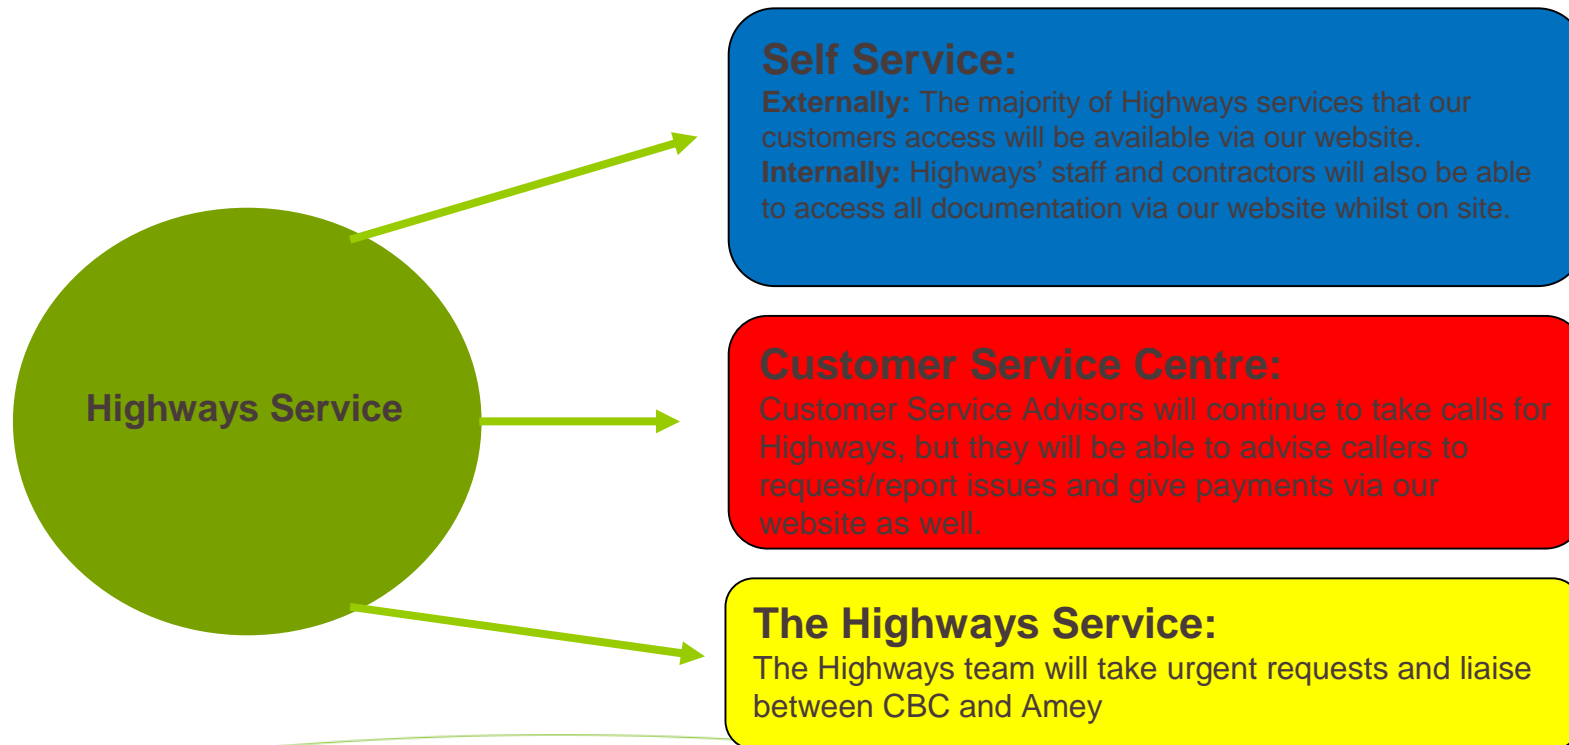 Self Service:
Externally: The majority of Highways services that our
customers access will be available via our website.
Internally: Highways’ staff and contractors will also be able
to access all documentation via our website whilst on site.
Highways Service
Customer Service Centre:
Customer Service Advisors will continue to take calls for
Highways, but they will be able to advise callers to
request/report issues and give payments via our
website as well.
The Highways Service:
The Highways team will take urgent requests and liaise
between CBC and Amey